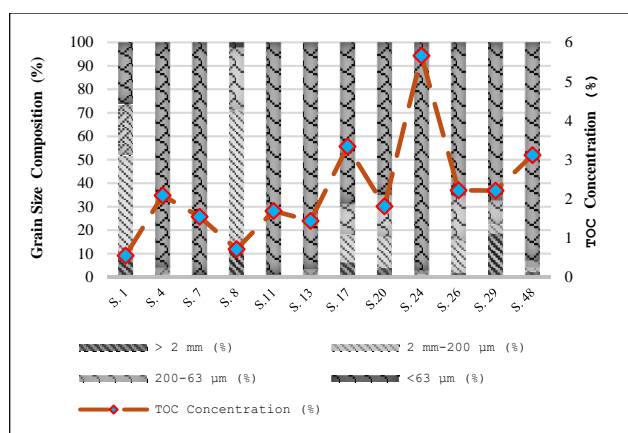 100
90
80
70
60
50
40
30
20
10
0
Grain Size Composition (%)
6
5
4
3
2
1
0
TOC Concentration (%)
S. 1
S. 4
S. 7
S. 8
S.11
S. 13
S.17
S.20
S. 24
S. 26
S.29
S. 48
> 2 mm (%)
2 mm-200 µm (%)
200-63 µm (%)
<63 µm (%)
TOC Concentration (%)